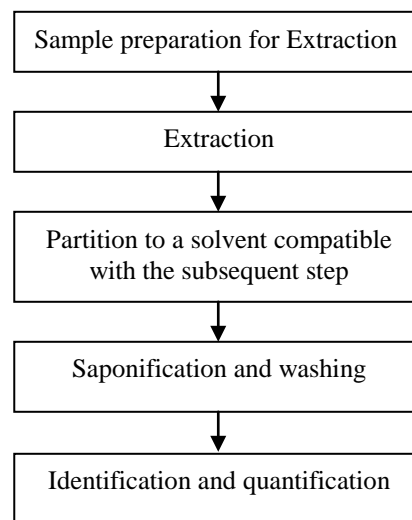 Sample preparation for Extraction
Extraction
Partition to a solvent compatible
with the subsequent step
Saponification and washing
Identification and quantification